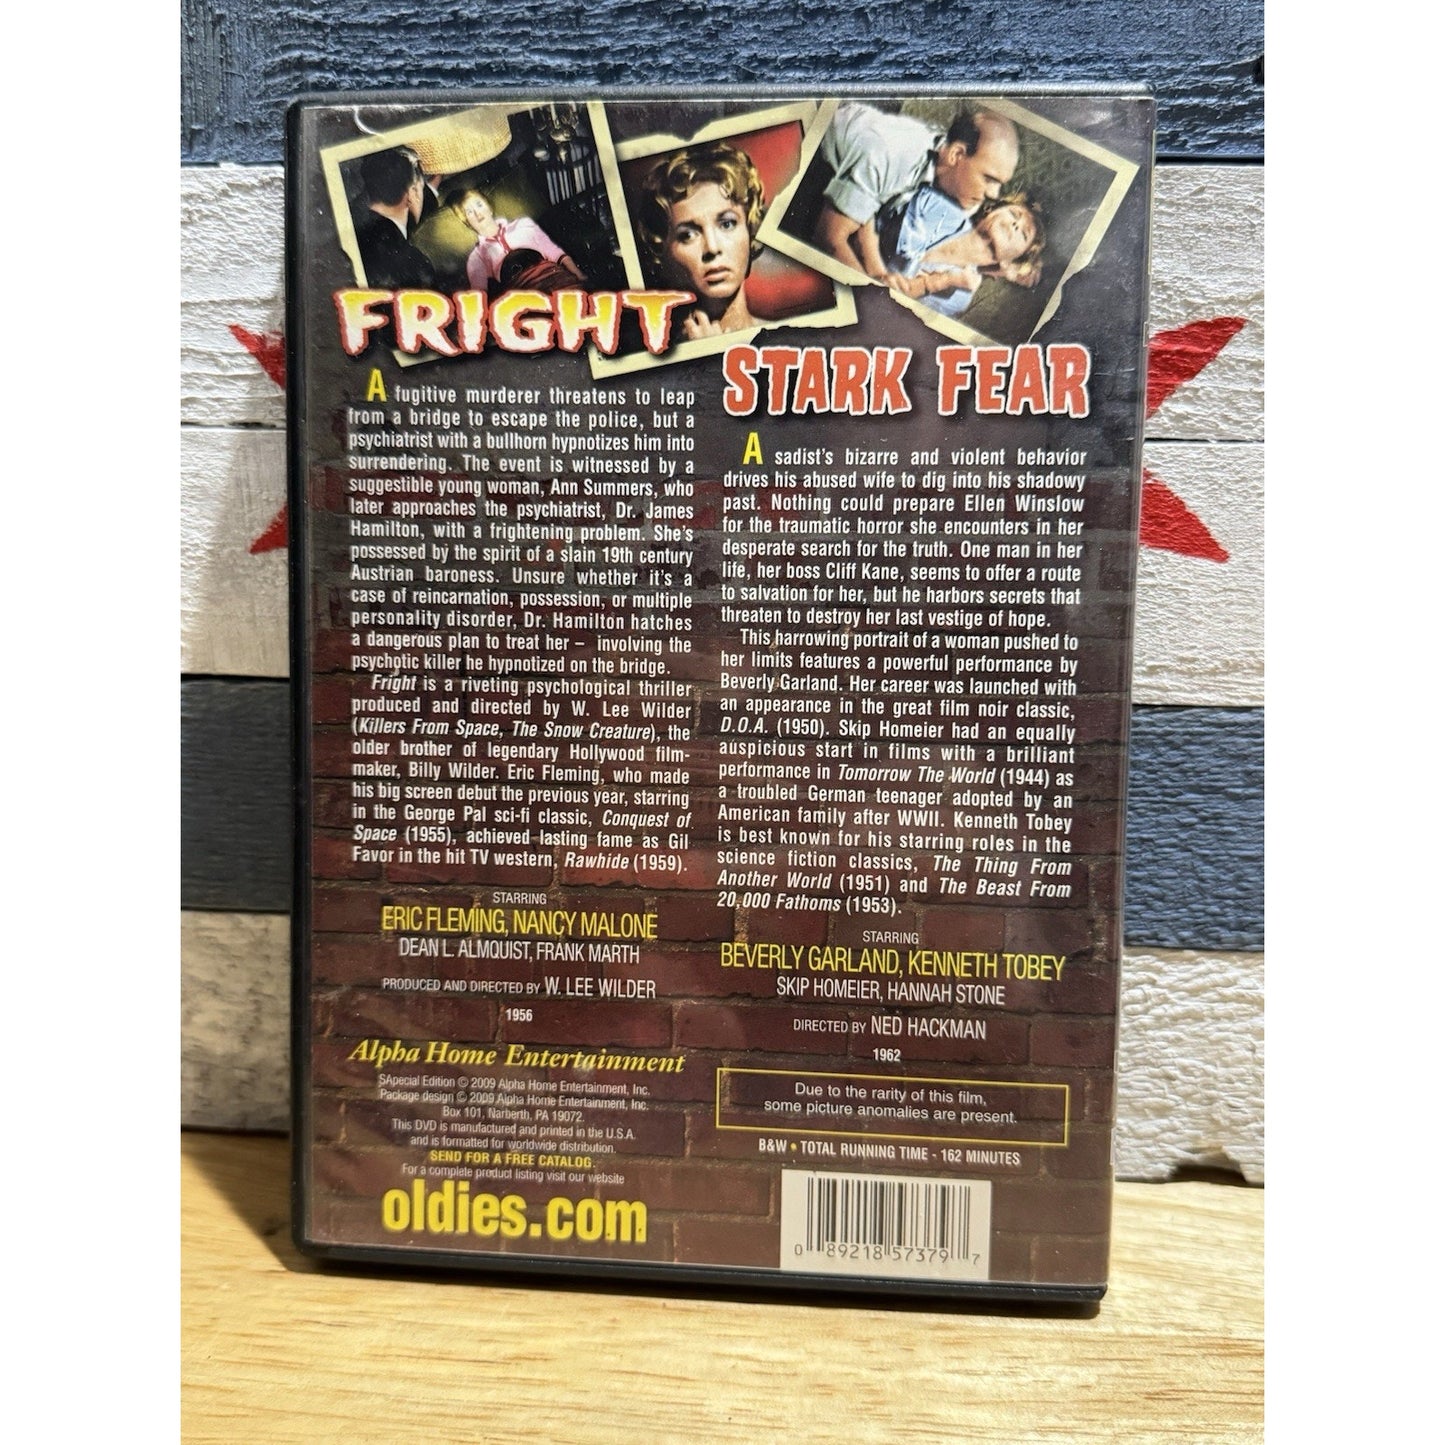 FRIGHT
A fugitive murderer threatens to leap
from a bridge to escape the police, but a
psychiatrist with a bullhorn hypnotizes him into
surrendering. The event is witnessed by a
suggestible young woman, Ann Summers, who
later approaches the psychiatrist, Dr. James
Hamilton, with a frightening problem. She's
possessed by the spirit of a slain 19th century
Austrian baroness. Unsure whether it's a
case of reincarnation, possession, or multiple
personality disorder, Dr. Hamilton hatches
a dangerous plan to treat her – involving the
psychotic killer he hypnotized on the bridge.
Fright is a riveting psychological thriller
produced and directed by W. Lee Wilder
(Killers From Space, The Snow Creature), the
older brother of legendary Hollywood film-
maker, Billy Wilder. Eric Fleming, who made
his big screen debut the previous year, starring
in the George Pal sci-fi classic, Conquest of
Space (1955), achieved lasting fame as Gil
Favor in the hit TV western, Rawhide (1959).
STARRING
ERIC FLEMING, NANCY MALONE
DEAN L. ALMQUIST, FRANK MARTH
PRODUCED AND DIRECTED BY W. LEE WILDER
1956
Alpha Home Entertainment
SApecial Edition © 2009 Alpha Home Entertainment, Inc.
Package design © 2009 Alpha Home Entertainment, Inc.
Box 101, Narberth, PA 19072.
This DVD is manufactured and printed in the U.S.A.
and is formatted for worldwide distribution.
SEND FOR A FREE CATALOG.
For a complete product listing visit our website
oldies.com
STARK FEAR
A sadist's bizarre and violent behavior
drives his abused wife to dig into his shadowy
past. Nothing could prepare Ellen Winslow
for the traumatic horror she encounters in her
desperate search for the truth. One man in her
life, her boss Cliff Kane, seems to offer a route
to salvation for her, but he harbors secrets that
threaten to destroy her last vestige of hope.
This harrowing portrait of a woman pushed to
her limits features a powerful performance by
Beverly Garland. Her career was launched with
an appearance in the great film noir classic,
D.O.A. (1950). Skip Homeier had an equally
auspicious start in films with a brilliant
performance in Tomorrow The World (1944) as
a troubled German teenager adopted by an
American family after WWII. Kenneth Tobey
is best known for his starring roles in the
science fiction classics, The Thing From
Another World (1951) and The Beast From
20,000 Fathoms (1953).
STARRING
BEVERLY GARLAND, KENNETH TOBEY
SKIP HOMEIER, HANNAH STONE
DIRECTED BY NED HACKMAN
1962
Due to the rarity of this film,
some picture anomalies are present.
B&W • TOTAL RUNNING TIME - 162 MINUTES
0 89218 57379 7